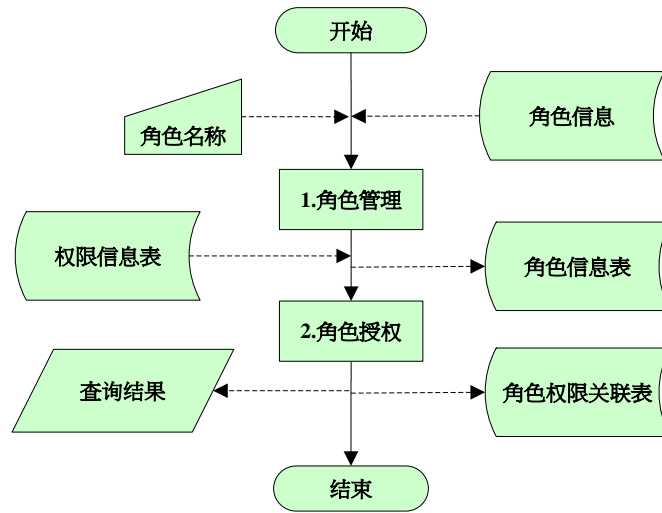 开始
角色名称
角色信息
1.角色管理
权限信息表
角色信息表
2.角色授权
查询结果
角色权限关联表
结束